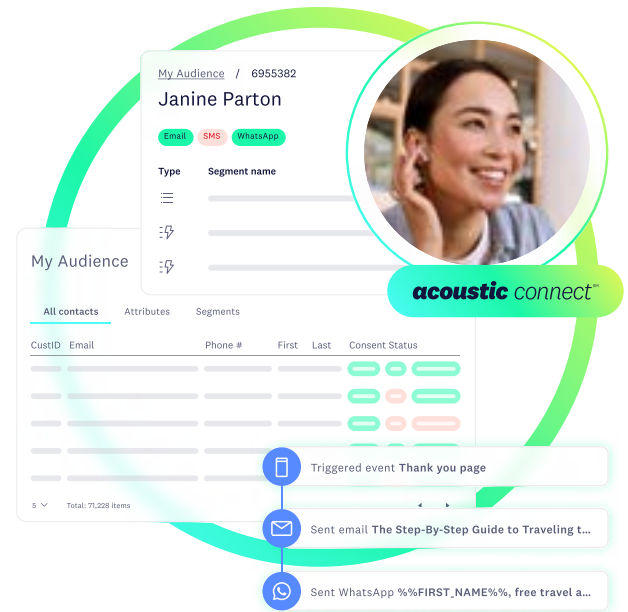 My Audience / 6955382
Janine Parton
Email SMS WhatsApp
Type Segment name
acoustic connect
My Audience
All contacts Attributes Segments
CustID Email Phone # First Last Consent Status
5 Total: 71,228 items
Triggered event Thank you page
Sent email The Step-By-Step Guide to Traveling t...
Sent WhatsApp %%FIRST_NAME%%, free travel a...